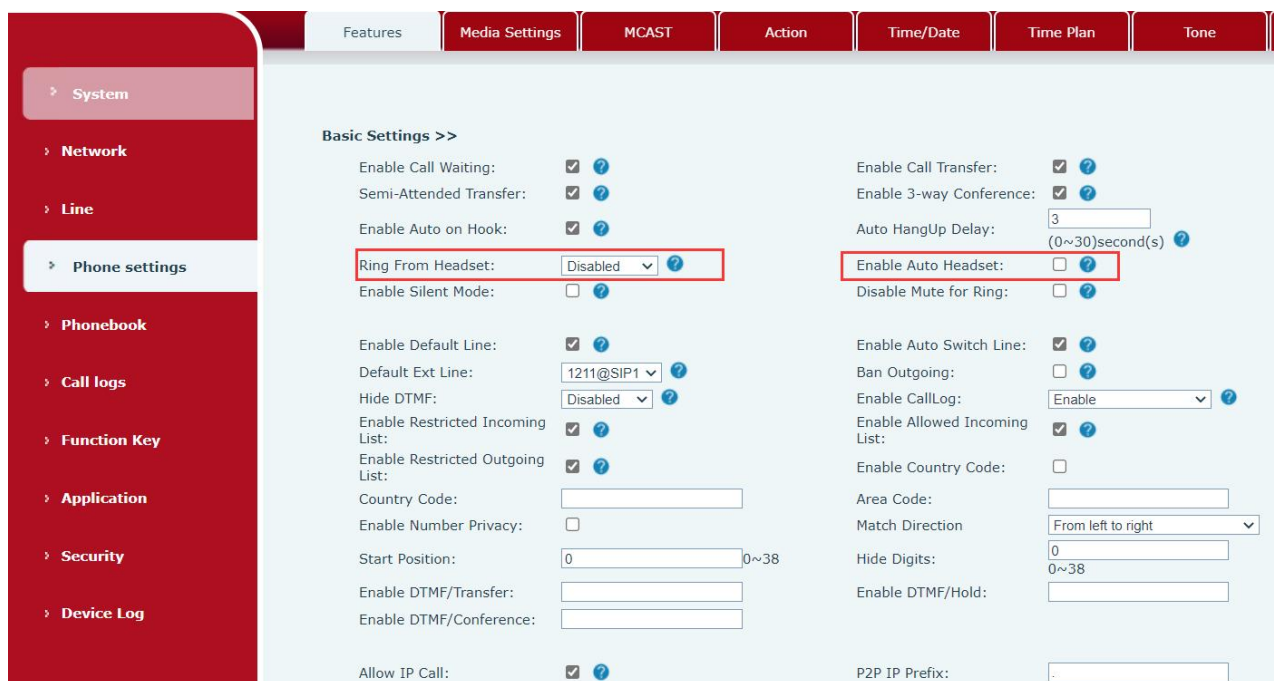 Features Media Settings MCAST Action Time/Date Time Plan Tone
System
Network
Line
Phone settings
Phonebook
Call logs
Function Key
Application
Security
Device Log
Basic Settings >>
Enable Call Waiting: Enable Call Transfer:
Semi-Attended Transfer: Enable 3-way Conference:
Enable Auto on Hook: Auto HangUp Delay: 3
(0~30)second(s)
Ring From Headset: Disabled Enable Auto Headset:
Enable Silent Mode: Disable Mute for Ring:
Enable Default Line: Enable Auto Switch Line:
Default Ext Line: 1211@SIP1 Ban Outgoing:
Hide DTMF: Disabled Enable CallLog: Enable
Enable Restricted Incoming
List:
Enable Allowed Incoming
List:
Enable Restricted Outgoing
List:
Enable Country Code:
Country Code: Area Code:
Enable Number Privacy: Match Direction From left to right
Start Position: 0 0~38 Hide Digits: 0
0~38
Enable DTMF/Transfer: Enable DTMF/Hold:
Enable DTMF/Conference:
Allow IP Call: P2P IP Prefix: .